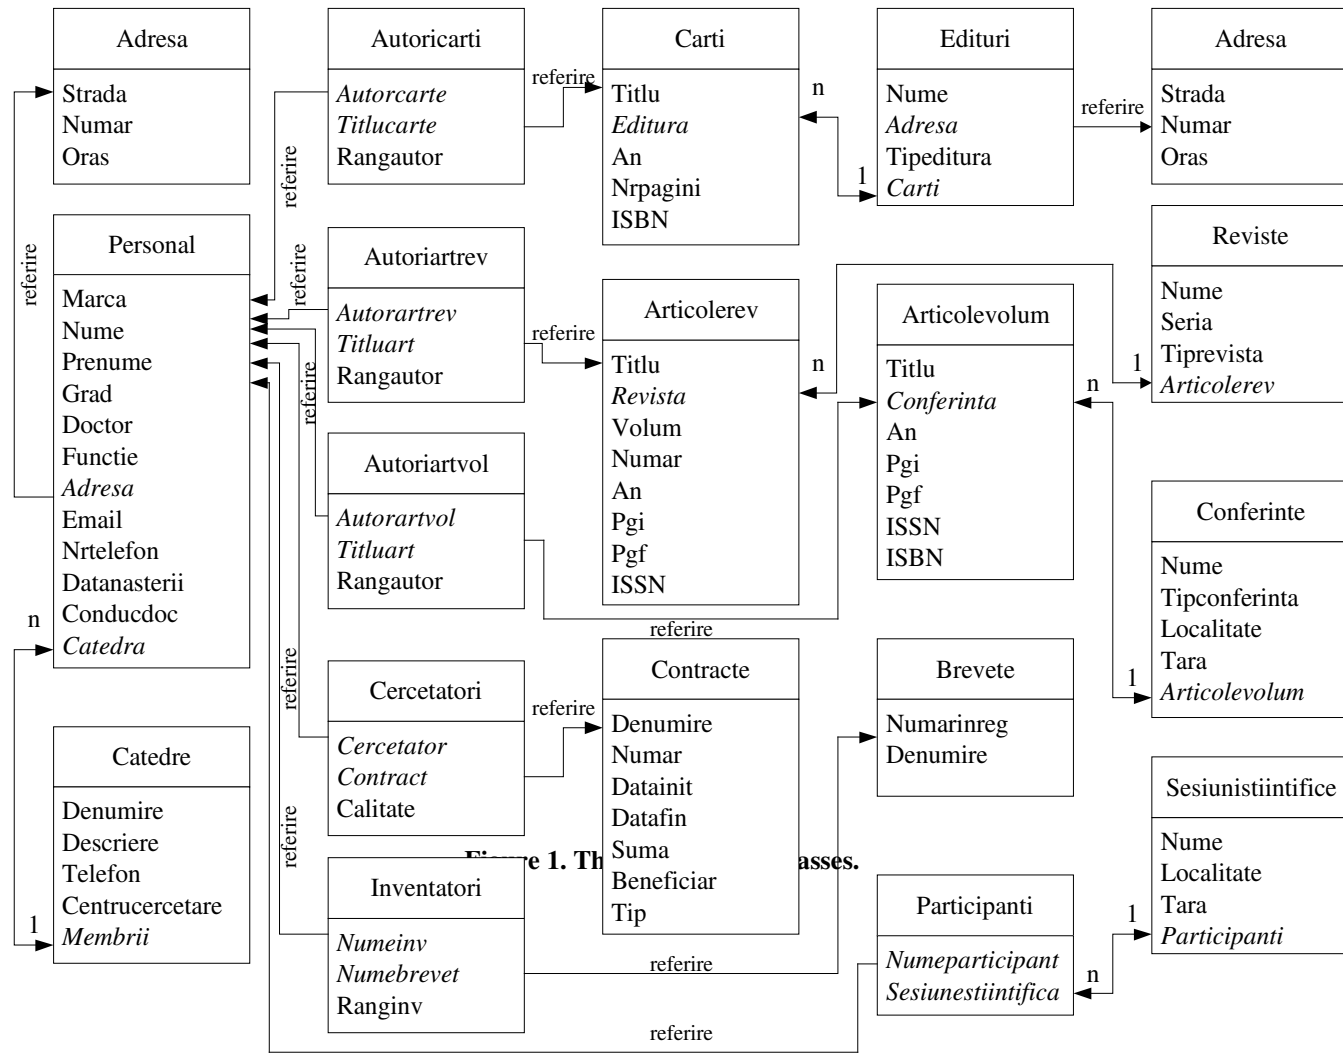 Adresa
Strada
Numar
Oras
referire
Personal
Marca
Nume
Prenume
Grad
Doctor
Functie
Adresa
Email
Nrtelefon
Datanasterii
Conducdoc
Catedra
n
1
Catedre
Denumire
Descriere
Telefon
Centrucercetare
Membrii
Autoricarti
Autorcarte
Titlucarte
Rangautor
referire
referire
Autoriartrev
Autorartrev
Titluart
Rangautor
referire
referire
Autoriartvol
Autorartvol
Titluart
Rangautor
referire
referire
Cercetatori
Cercetator
Contract
Calitate
referire
referire
Inventatori
Numeinv
Numebrevet
Ranginv
referire
referire
Carti
Titlu
Editura
An
Nrpagini
ISBN
n
1
Articolerev
Titlu
Revista
Volum
Numar
An
Pgi
Pgf
ISSN
n
1
Contracte
Denumire
Numar
Datainit
Datafin
Suma
Beneficiar
Tip
Figure 1. Th asses.
Edituri
Nume
Adresa
Tipeditura
Carti
referire
Articolevolum
Titlu
Conferinta
An
Pgi
Pgf
ISSN
ISBN
n
1
Brevete
Numarinreg
Denumire
Participanti
Numeparticipant
Sesiunestiintifica
referire
n
1
Adresa
Strada
Numar
Oras
Reviste
Nume
Seria
Tiprevista
Articolerev
Conferinte
Nume
Tipconferinta
Localitate
Tara
Articolevolum
Sesiunistiintifice
Nume
Localitate
Tara
Participanti